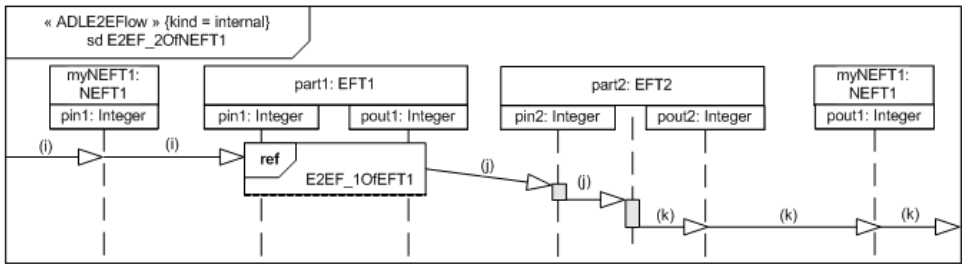 « ADLE2EFlow » {kind = internal}
sd E2EF_2OfNEFT1
myNEFT1:
NEFT1
part1: EFT1
part2: EFT2
myNEFT1:
NEFT1
pin1: Integer
pin1: Integer
pout1: Integer
pin2: Integer
pout2: Integer
pout1: Integer
(i)
(i)
ref
E2EF_1OfEFT1
(j)
(j)
(k)
(k)
(k)